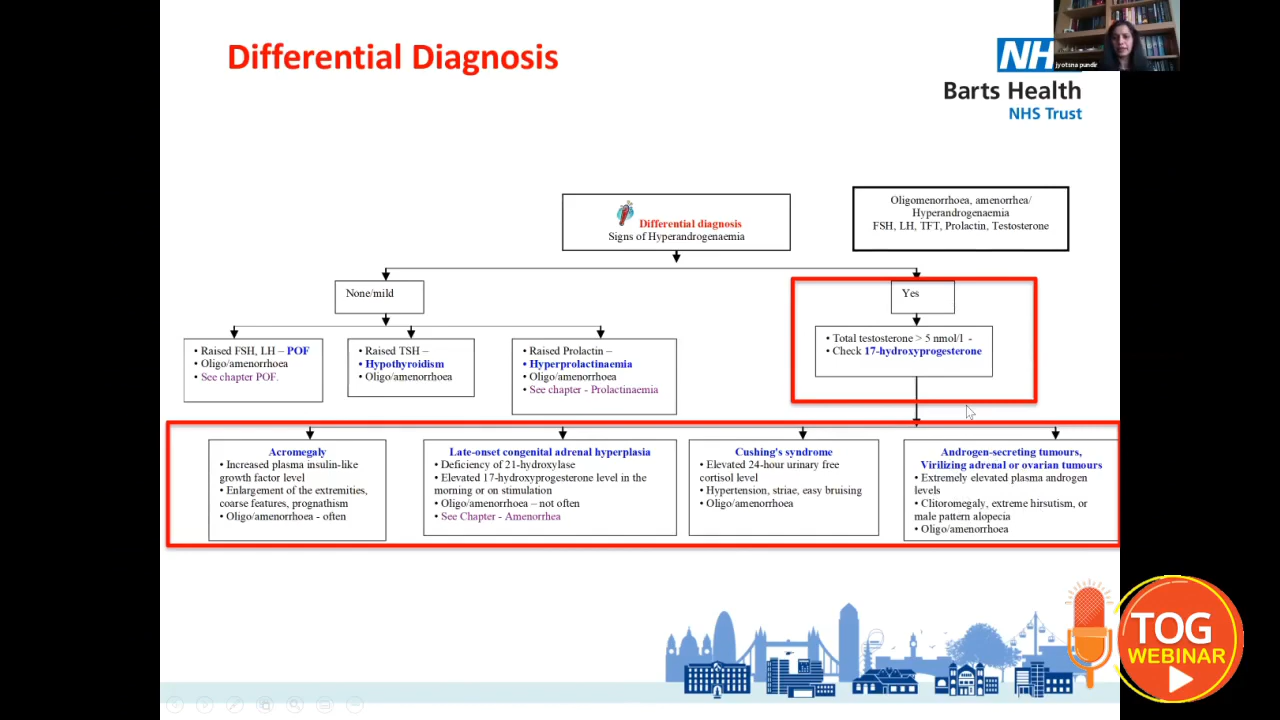 Differential Diagnosis
NH
jyotsna pundir
Barts Health
NHS Trust
Differential diagnosis
Signs of Hyperandrogenaemia
Oligomenorrhoea, amenorrhea/
Hyperandrogenaemia
FSH, LH, TFT, Prolactin, Testosterone
None/mild
Yes
• Raised FSH, LH – POF
• Oligo/amenorrhoea
• See chapter POF.
• Raised TSH –
• Hypothyroidism
• Oligo/amenorrhoea
• Raised Prolactin –
• Hyperprolactinaemia
• Oligo/amenorrhoea
• See chapter - Prolactinaemia
• Total testosterone > 5 nmol/l -
• Check 17-hydroxyprogesterone
Acromegaly
• Increased plasma insulin-like
growth factor level
• Enlargement of the extremities,
coarse features, prognathism
• Oligo/amenorrhoea - often
Late-onset congenital adrenal hyperplasia
• Deficiency of 21-hydroxylase
• Elevated 17-hydroxyprogesterone level in the
morning or on stimulation
• Oligo/amenorrhoea – not often
• See Chapter - Amenorrhea
Cushing's syndrome
• Elevated 24-hour urinary free
cortisol level
• Hypertension, striae, easy bruising
• Oligo/amenorrhoea
Androgen-secreting tumours,
Virilizing adrenal or ovarian tumours
• Extremely elevated plasma androgen
levels
• Clitoromegaly, extreme hirsutism, or
male pattern alopecia
• Oligo/amenorrhoea
TOG
WEBINAR